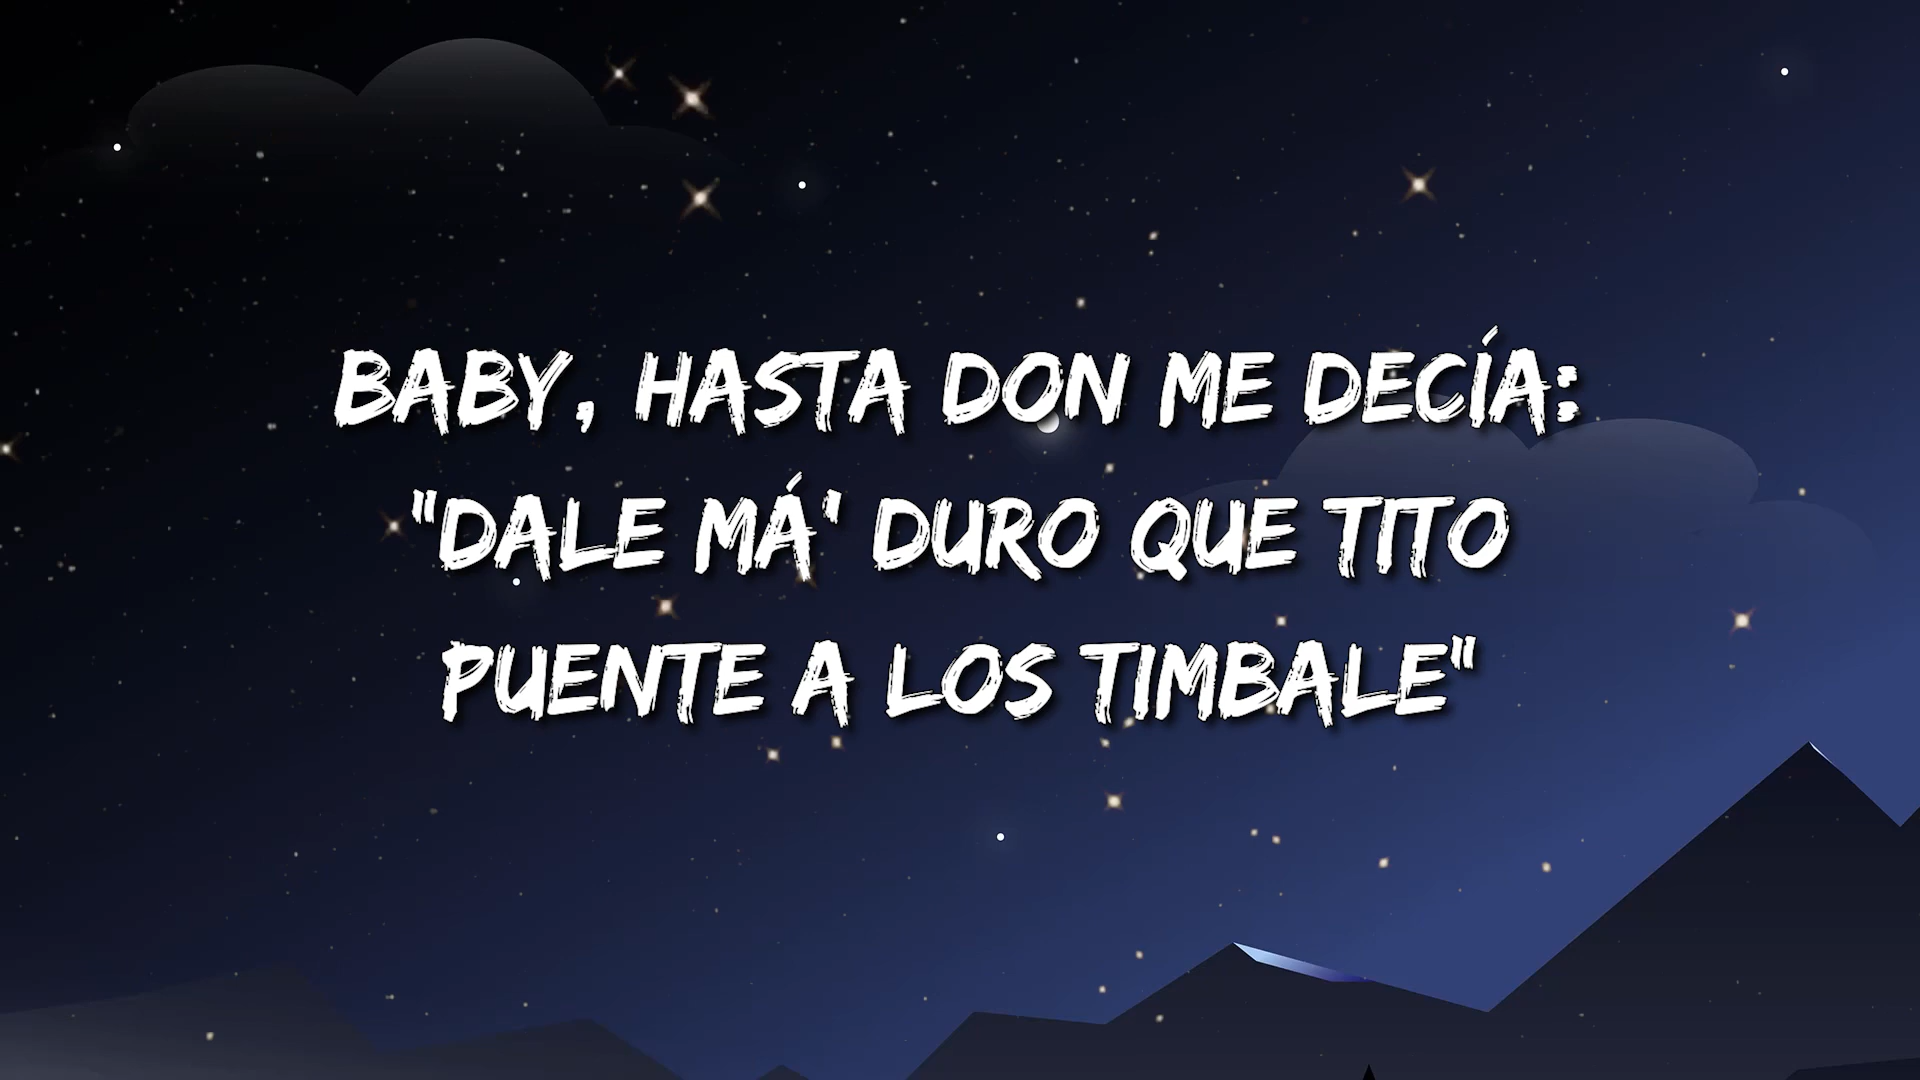 BABY, HASTA DON ME DECÍA:
"DALE MÁ' DURO QUE TITO
PUENTE A LOS TIMBALE"